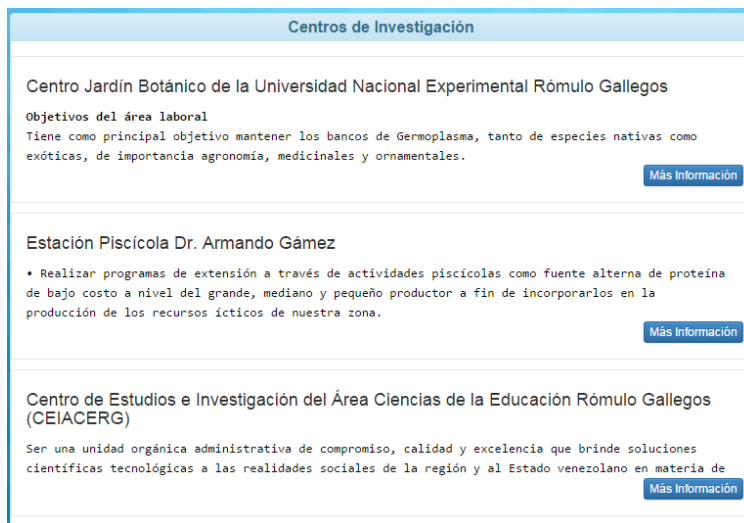 Centros de Investigación
Centro Jardín Botánico de la Universidad Nacional Experimental Rómulo Gallegos
Objetivos del área laboral
Tiene como principal objetivo mantener los bancos de Germoplasma, tanto de especies nativas como
exóticas, de importancia agronomía, medicinales y ornamentales.
Más Información
Estación Piscícola Dr. Armando Gámez
• Realizar programas de extensión a través de actividades piscícolas como fuente alterna de proteína
de bajo costo a nivel del grande, mediano y pequeño productor a fin de incorporarlos en la
producción de los recursos ícticos de nuestra zona.
Más Información
Centro de Estudios e Investigación del Área Ciencias de la Educación Rómulo Gallegos
(CEIACERG)
Ser una unidad orgánica administrativa de compromiso, calidad y excelencia que brinde soluciones
científicas tecnológicas a las realidades sociales de la región y al Estado venezolano en materia de
Más Información